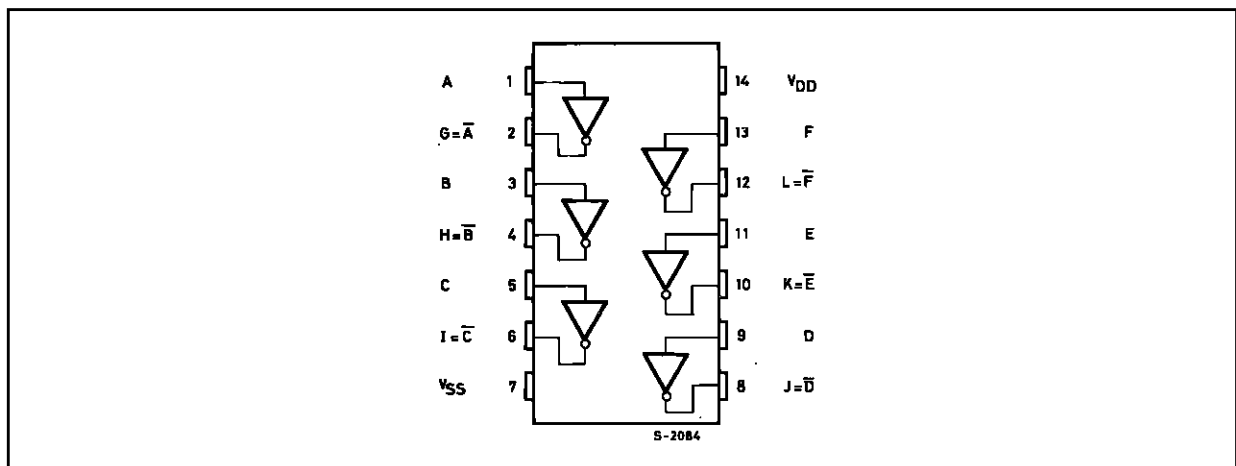 A 1 14 VDD
G=A̅ 2 13 F
B 3 12 L=F̅
H=B̅ 4 11 E
C 5 10 K=E̅
I=C̅ 6 9 D
VSS 7 8 J=D̅
S-2084